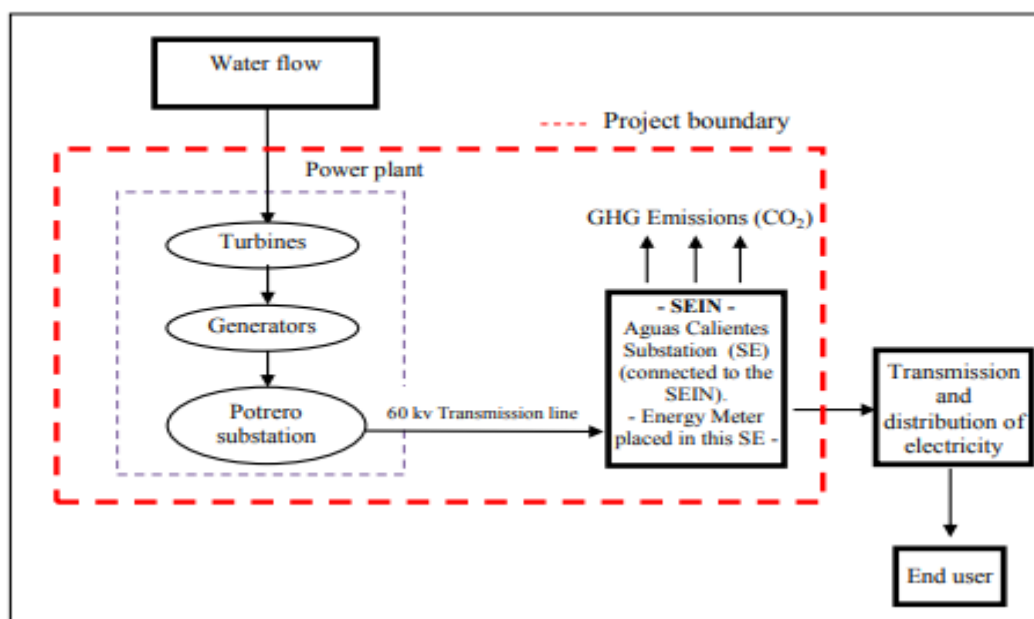 Water flow
Project boundary
Power plant
GHG Emissions (CO₂)
Turbines
Generators
Potrero
substation
60 kv Transmission line
- SEIN -
Aguas Calientes
Substation (SE)
(connected to the
SEIN).
- Energy Meter
placed in this SE -
Transmission
and
distribution of
electricity
End user